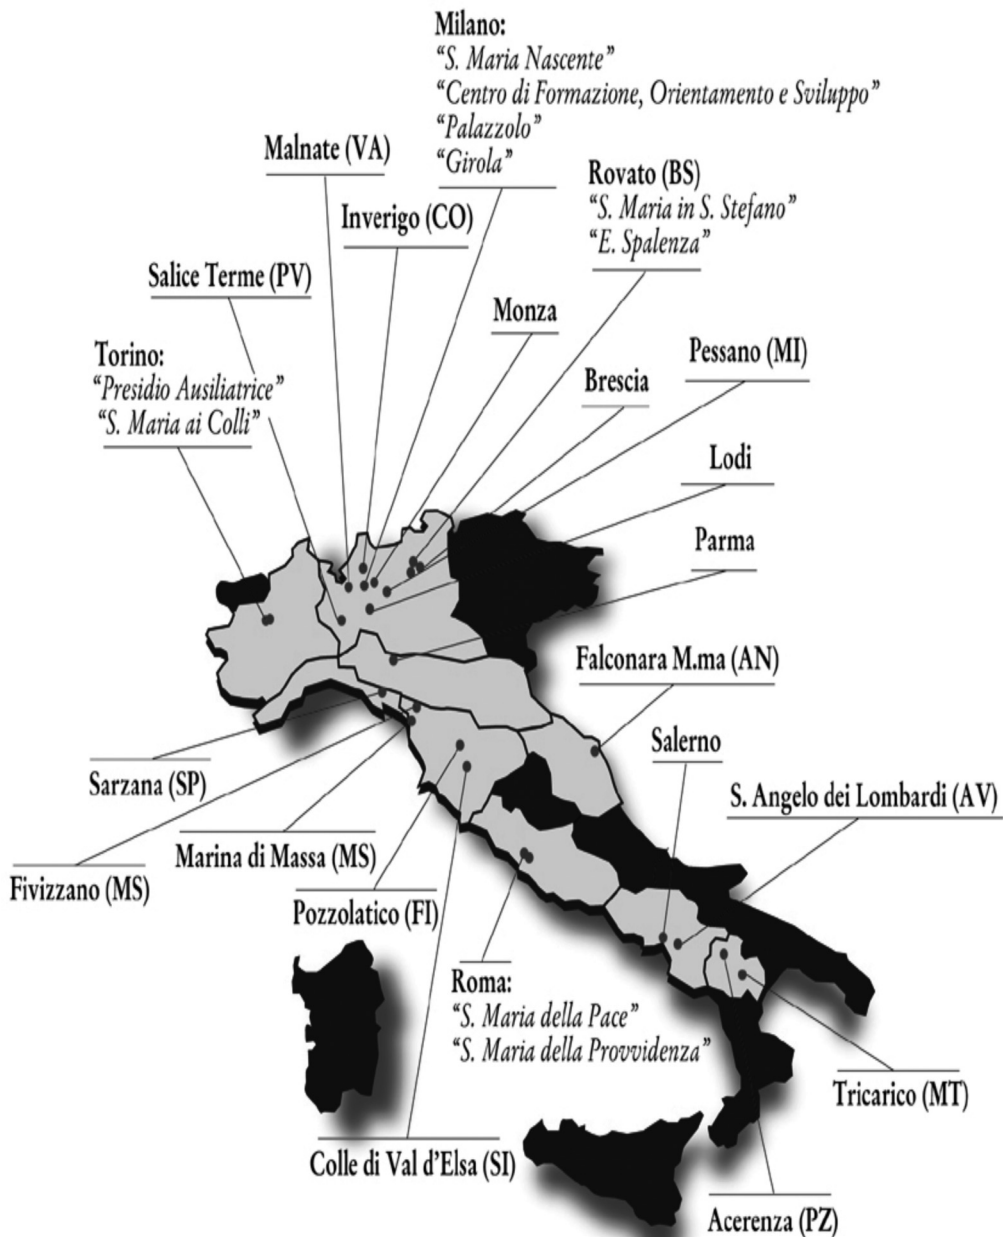 Milano:
“S. Maria Nascente”
“Centro di Formazione, Orientamento e Sviluppo”
“Palazzolo”
“Girola”
Malnate (VA)
Rovato (BS)
“S. Maria in S. Stefano”
“E. Spalenza”
Inverigo (CO)
Salice Terme (PV)
Monza
Torino:
“Presidio Ausiliatrice”
“S. Maria ai Colli”
Pessano (MI)
Brescia
Lodi
Parma
Falconara M.ma (AN)
Salerno
Sarzana (SP)
S. Angelo dei Lombardi (AV)
Marina di Massa (MS)
Fivizzano (MS)
Pozzolatico (FI)
Roma:
“S. Maria della Pace”
“S. Maria della Provvidenza”
Tricarico (MT)
Colle di Val d’Elsa (SI)
Acerenza (PZ)